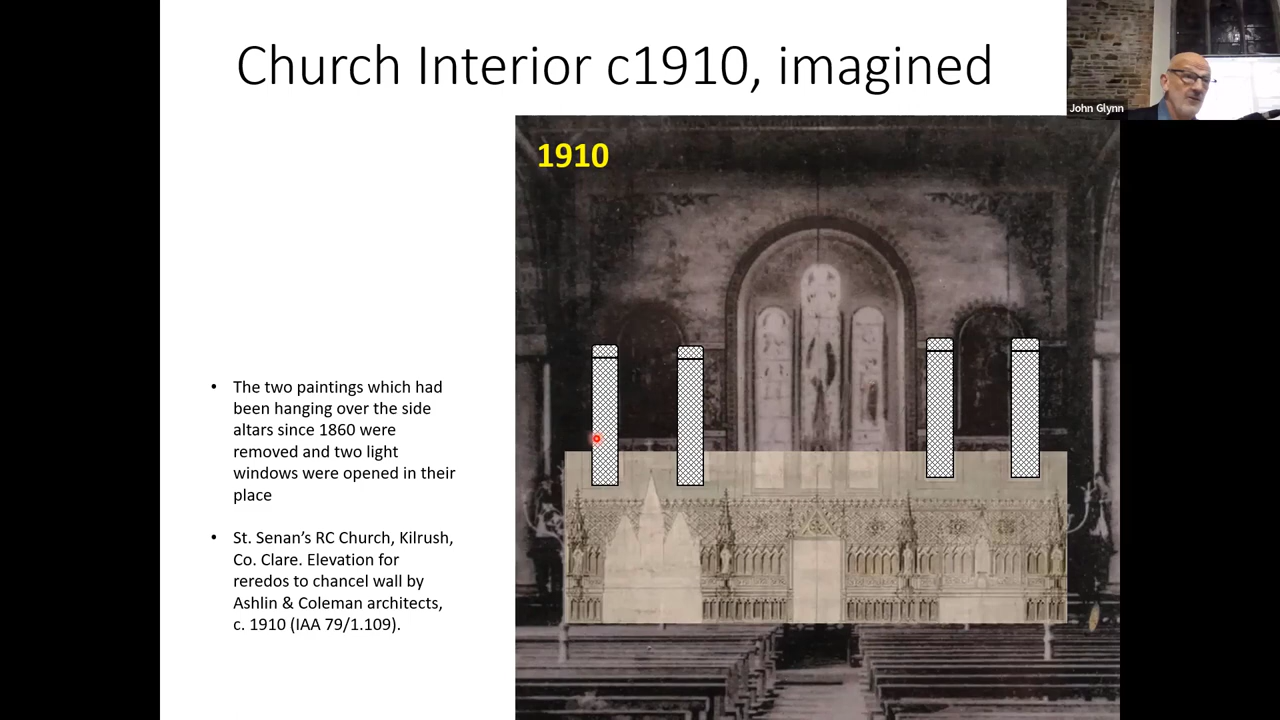 Church Interior c1910, imagined
John Glynn
1910
• The two paintings which had
been hanging over the side
altars since 1860 were
removed and two light
windows were opened in their
place
• St. Senan’s RC Church, Kilrush,
Co. Clare. Elevation for
reredos to chancel wall by
Ashlin & Coleman architects,
c. 1910 (IAA 79/1.109).